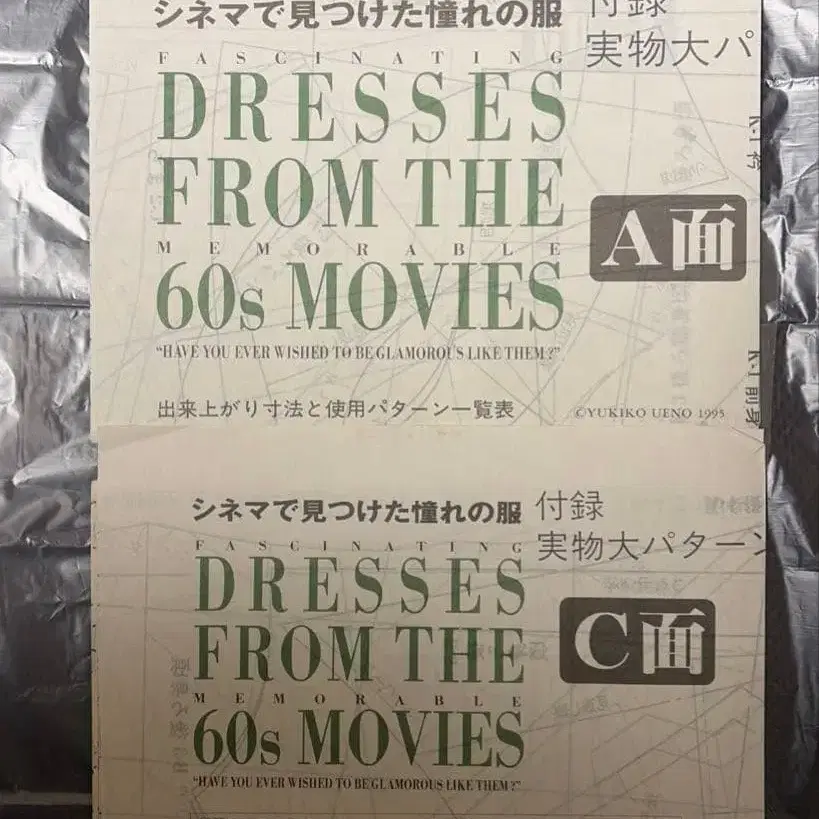 シネマで見つけた憧れの服
付録
実物大パ
FASCINATING
DRESSES
FROM THE
MEMORABLE
60s MOVIES
"HAVE YOU EVER WISHED TO BE GLAMOROUS LIKE THEM?"
A面
K-1
出来上がり寸法と使用パターン一覧表
©YUKIKO UENO 1995
K-1 前身
シネマで見つけた憧れの服
付録
実物大パターン
FASCINATING
DRESSES
FROM THE
MEMORABLE
60s MOVIES
"HAVE YOU EVER WISHED TO BE GLAMOROUS LIKE THEM?"
C面